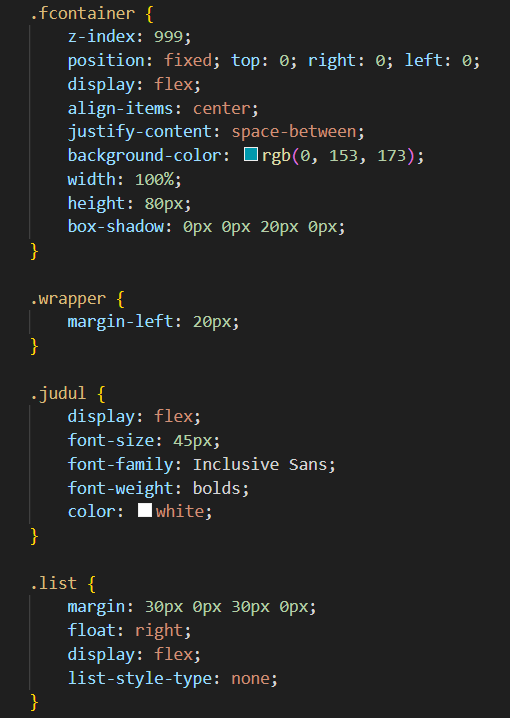 .fcontainer {
    z-index: 999;
    position: fixed; top: 0; right: 0; left: 0;
    display: flex;
    align-items: center;
    justify-content: space-between;
    background-color: rgb(0, 153, 173);
    width: 100%;
    height: 80px;
    box-shadow: 0px 0px 20px 0px;
}

.wrapper {
    margin-left: 20px;
}

.judul {
    display: flex;
    font-size: 45px;
    font-family: Inclusive Sans;
    font-weight: bolds;
    color: white;
}

.list {
    margin: 30px 0px 30px 0px;
    float: right;
    display: flex;
    list-style-type: none;
}